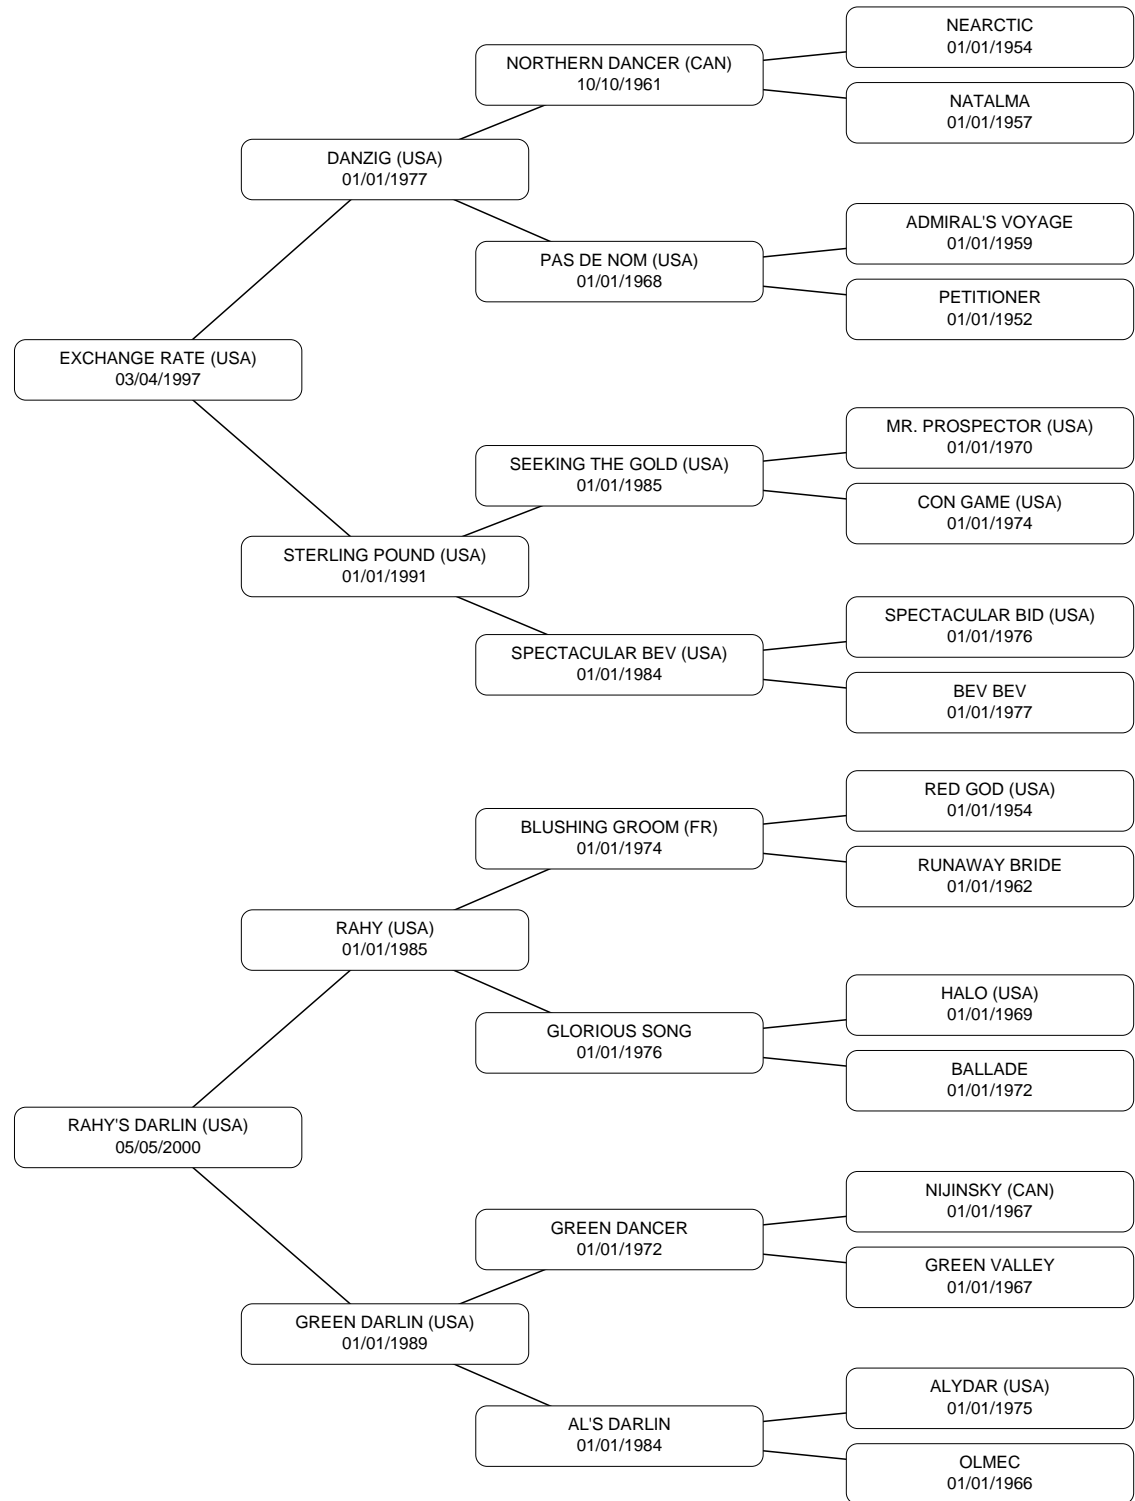 NEARCTIC
01/01/1954
NORTHERN DANCER (CAN)
10/10/1961
NATALMA
01/01/1957
DANZIG (USA)
01/01/1977
ADMIRAL'S VOYAGE
01/01/1959
PAS DE NOM (USA)
01/01/1968
PETITIONER
01/01/1952
EXCHANGE RATE (USA)
03/04/1997
MR. PROSPECTOR (USA)
01/01/1970
SEEKING THE GOLD (USA)
01/01/1985
CON GAME (USA)
01/01/1974
STERLING POUND (USA)
01/01/1991
SPECTACULAR BID (USA)
01/01/1976
SPECTACULAR BEV (USA)
01/01/1984
BEV BEV
01/01/1977
RED GOD (USA)
01/01/1954
BLUSHING GROOM (FR)
01/01/1974
RUNAWAY BRIDE
01/01/1962
RAHY (USA)
01/01/1985
HALO (USA)
01/01/1969
GLORIOUS SONG
01/01/1976
BALLADE
01/01/1972
RAHY'S DARLIN (USA)
05/05/2000
NIJINSKY (CAN)
01/01/1967
GREEN DANCER
01/01/1972
GREEN VALLEY
01/01/1967
GREEN DARLIN (USA)
01/01/1989
ALYDAR (USA)
01/01/1975
AL'S DARLIN
01/01/1984
OLMEC
01/01/1966